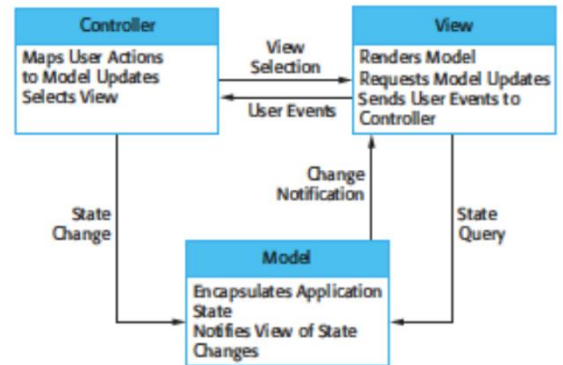 Controller
Maps User Actions
to Model Updates
Selects View
View
Selection
User Events
View
Renders Model
Requests Model Updates
Sends User Events to
Controller
State
Change
Change
Notification
State
Query
Model
Encapsulates Application
State
Notifies View of State
Changes